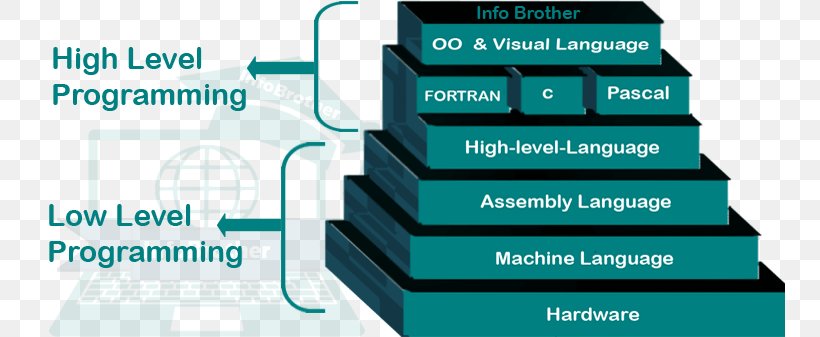 Info Brother
OO & Visual Language
High Level
Programming
InfoBrother
FORTRAN
c
Pascal
High-level-Language
Assembly Language
Low Level
Programming
Machine Language
Hardware